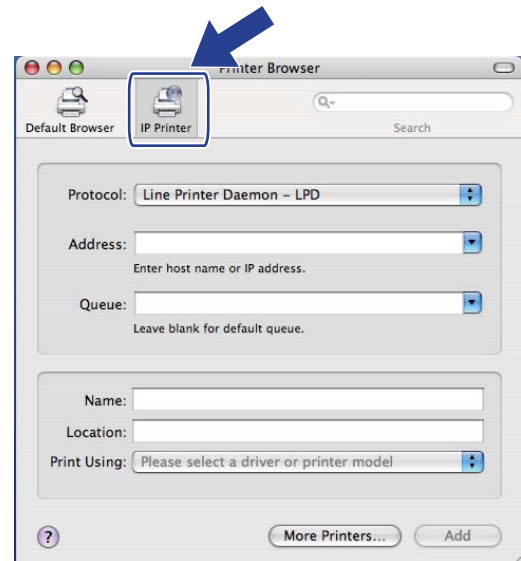 Printer Browser
Default Browser
IP Printer
Search
Protocol: Line Printer Daemon – LPD
Address:
Enter host name or IP address.
Queue:
Leave blank for default queue.
Name:
Location:
Print Using: Please select a driver or printer model
? More Printers... Add